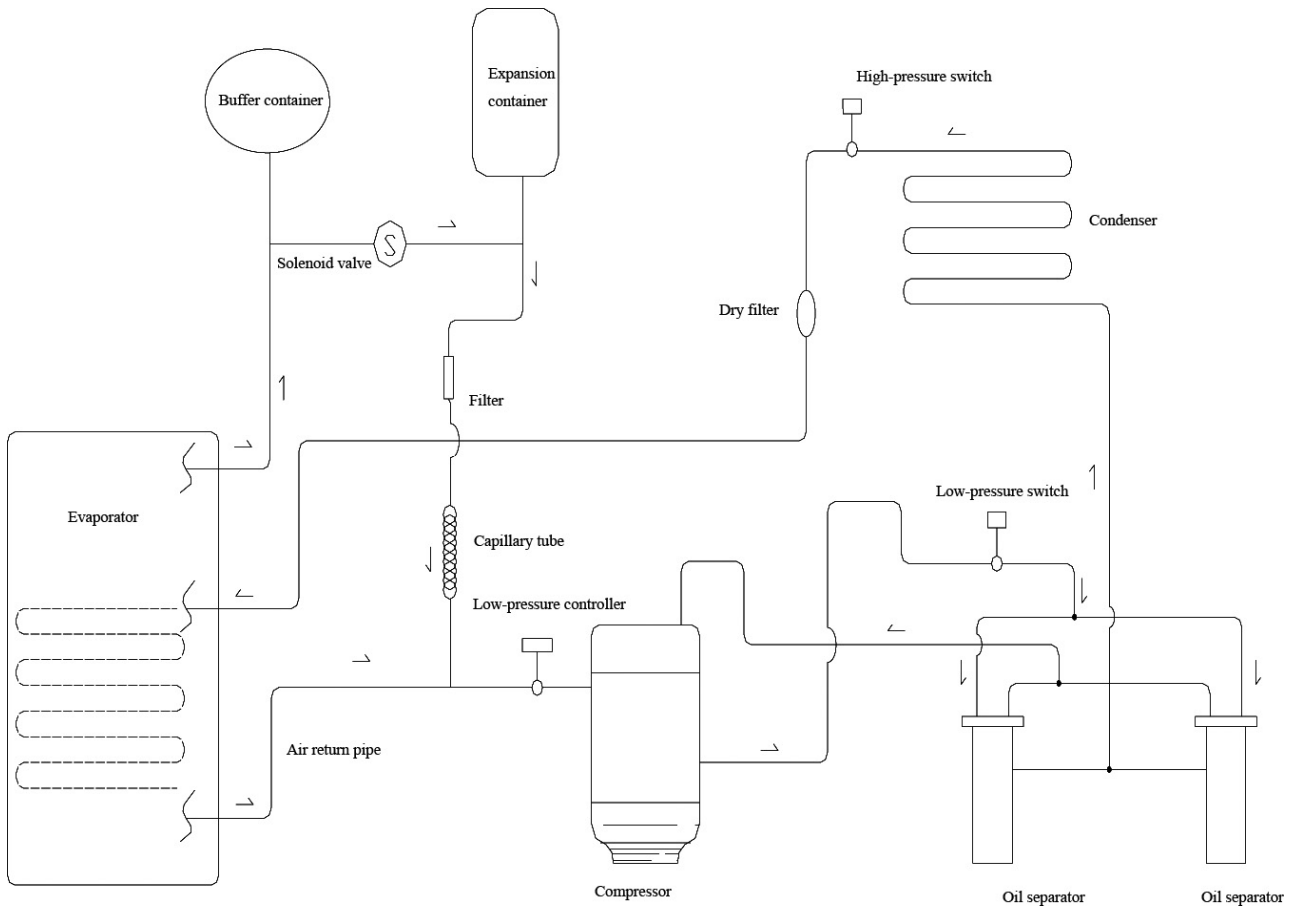 Expansion
container
Buffer container
High-pressure switch
Condenser
Solenoid valve
S
Dry filter
Filter
Low-pressure switch
Evaporator
Capillary tube
Low-pressure controller
Air return pipe
Compressor
Oil separator
Oil separator